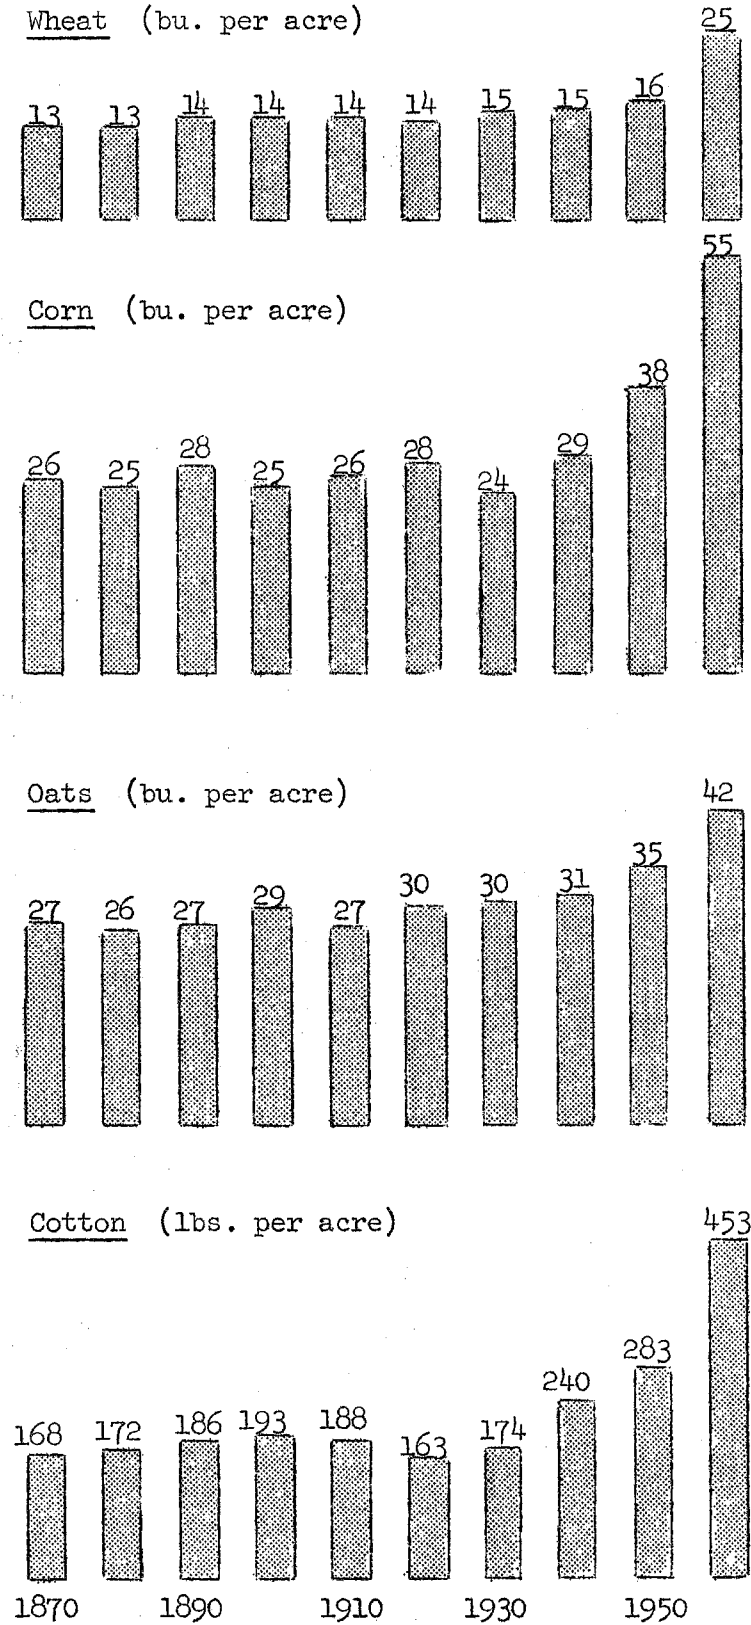 Wheat (bu. per acre)
25
13 13 14 14 14 14 15 15 16
55
Corn (bu. per acre)
38
26 25 28 25 26 28 24 29
Oats (bu. per acre)
42
27 26 27 29 27 30 30 31 35
Cotton (lbs. per acre)
453
168 172 186 193 188 163 174 240 283
1870 1890 1910 1930 1950